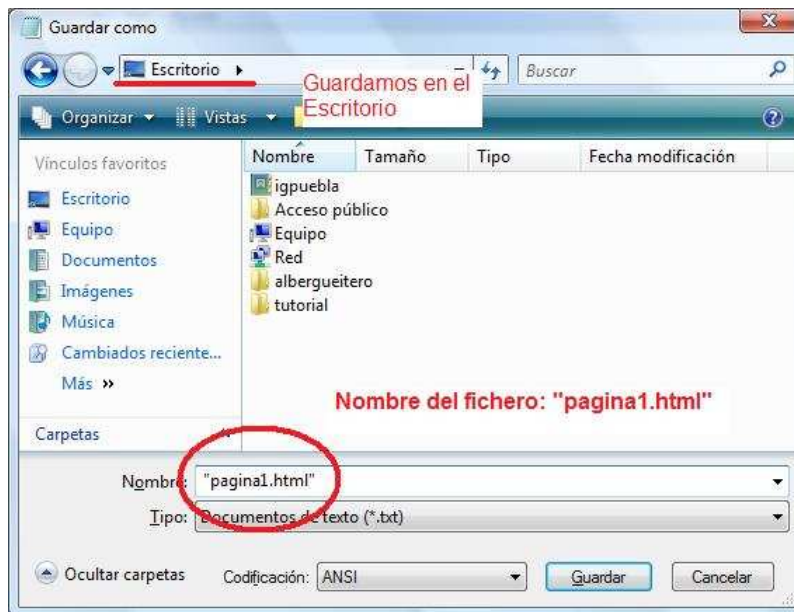 Guardar como
Escritorio
Buscar
Guardamos en el
Escritorio
Organizar
Vistas
Vínculos favoritos
Nombre
Tamaño
Tipo
Fecha modificación
Escritorio
Equipo
Documentos
Imágenes
Música
Cambiados reciente...
Más »
igpuebla
Acceso público
Equipo
Red
albergueitero
tutorial
Nombre del fichero: "pagina1.html"
Carpetas
Nombre: "pagina1.html"
Tipo: Documentos de texto (*.txt)
Ocultar carpetas
Codificación: ANSI
Guardar
Cancelar